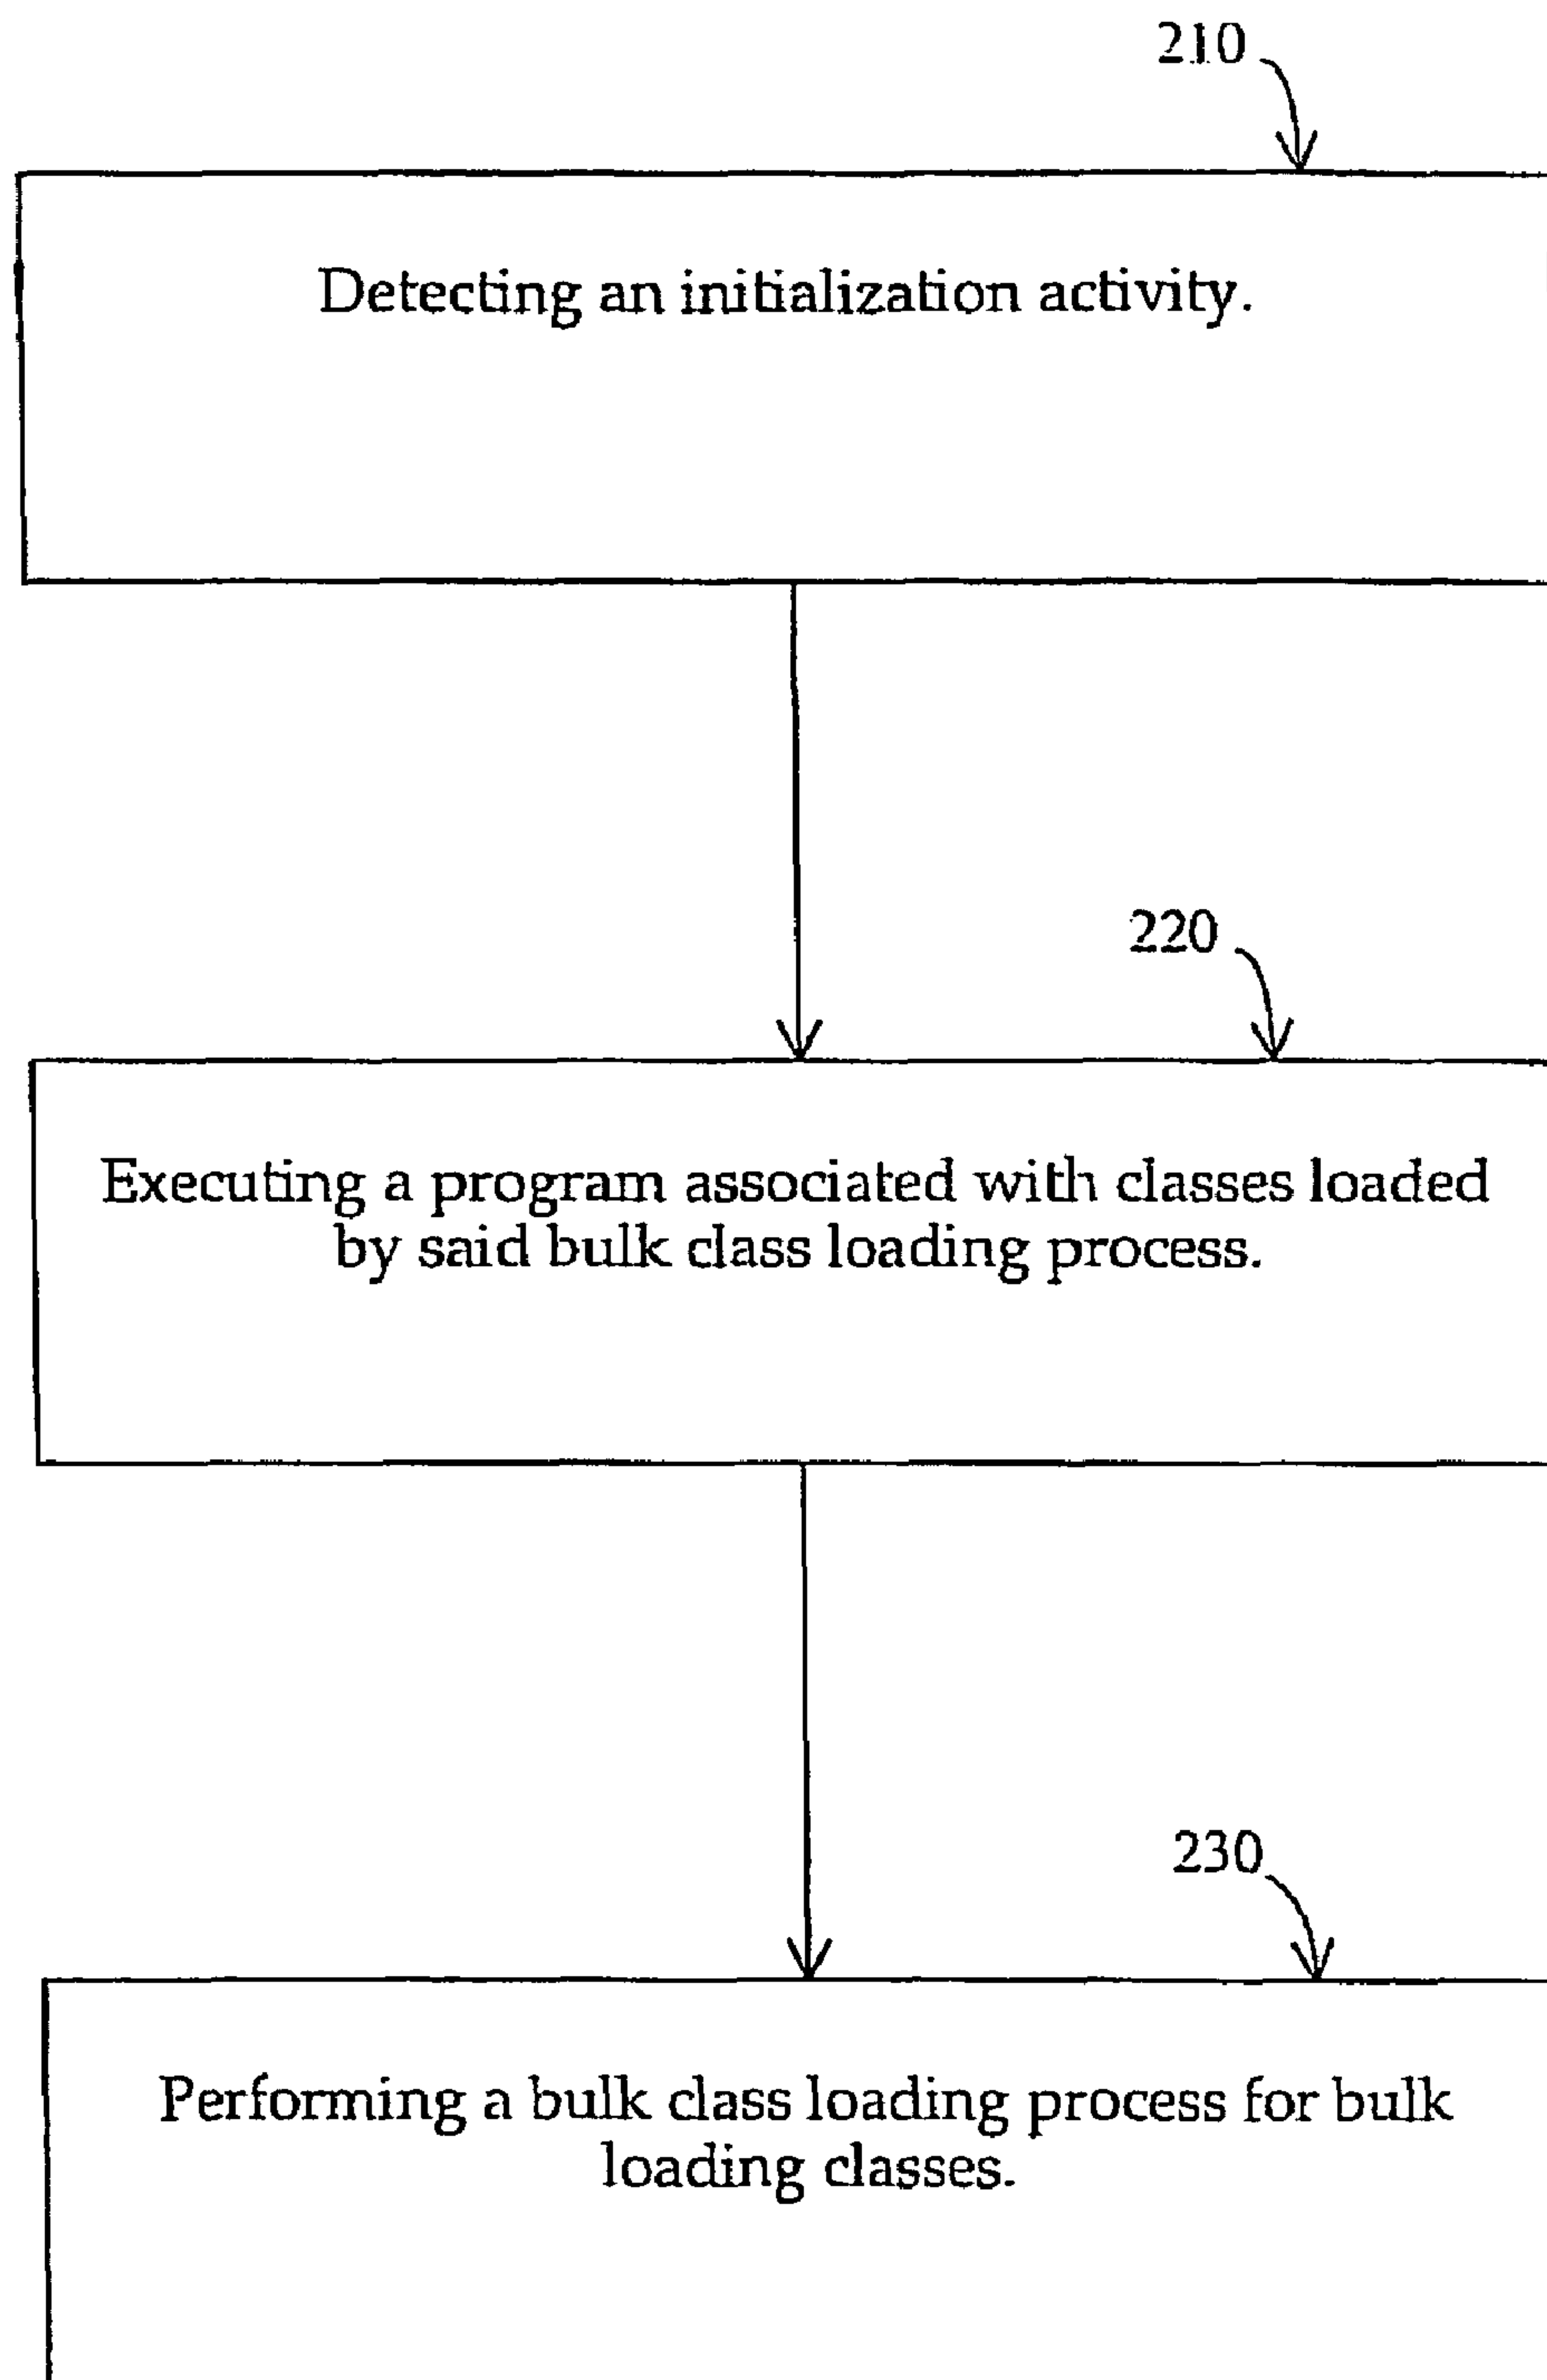 210
Detecting an initialization activity.
220
Executing a program associated with classes loaded
by said bulk class loading process.
230
Performing a bulk class loading process for bulk
loading classes.